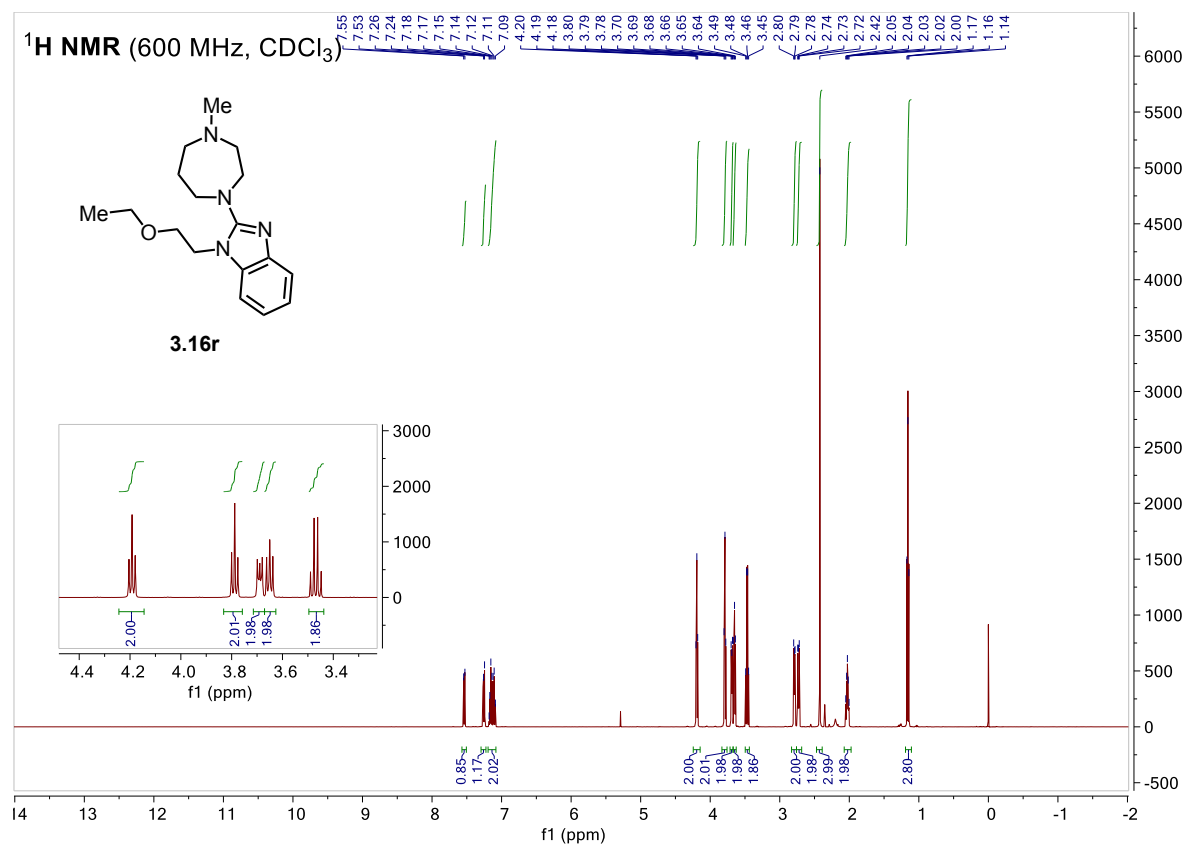 7.55 7.53 7.26 7.24 7.18 7.17 7.15 7.14 7.12 7.11 7.09 4.20 4.19 4.18 3.80 3.79 3.78 3.70 3.69 3.68 3.66 3.65 3.64 3.49 3.48 3.46 3.45 2.80 2.79 2.78 2.74 2.73 2.72 2.42 2.05 2.04 2.03 2.02 2.00 1.17 1.16 1.14
¹H NMR (600 MHz, CDCl₃)
Me
N
N
Me
O
N
N
3.16r
6000
5500
5000
4500
4000
3500
3000
2500
2000
1500
1000
500
0
-500
3000
2000
1000
0
2.00 2.01 1.98 1.98 1.86
4.4 4.2 4.0 3.8 3.6 3.4
f1 (ppm)
0.85 1.17 2.02 2.00 2.01 1.98 1.98 1.86 2.00 1.98 2.99 1.98 2.80
14 13 12 11 10 9 8 7 6 5 4 3 2 1 0 -1 -2
f1 (ppm)